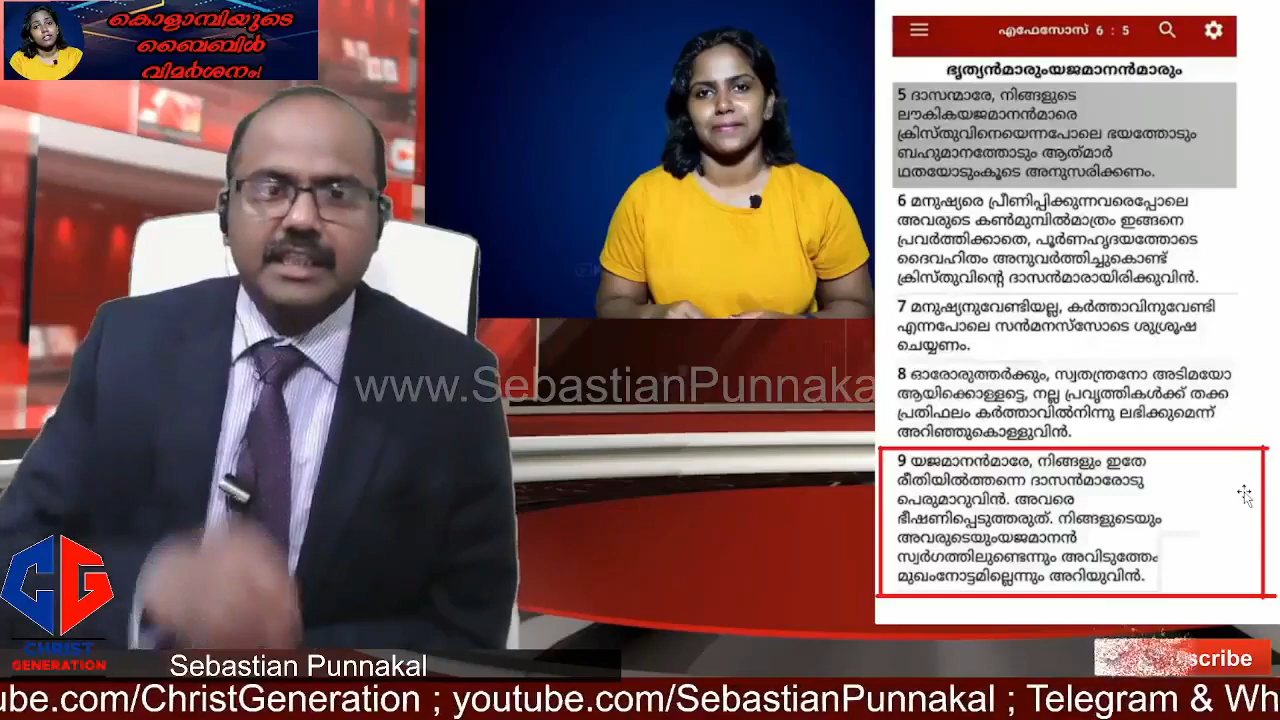 കൊളാമ്പിയുടെ
ബൈബിൾ
വിമർശനം!
എഫേസോസ് 6 : 5
ഭൃത്യൻമാരുംയജമാനൻമാരും
5 ദാസന്മാരേ, നിങ്ങളുടെ
ലൗകികയജമാനൻമാരെ
ക്രിസ്തുവിനെയെന്നപോലെ ഭയത്തോടും
ബഹുമാനത്തോടും ആത്മാർ
ഥതയോടുംകൂടെ അനുസരിക്കണം.
6 മനുഷ്യരെ പ്രീണിപ്പിക്കുന്നവരെപ്പോലെ
അവരുടെ കൺമുമ്പിൽമാത്രം ഇങ്ങനെ
പ്രവർത്തിക്കാതെ, പൂർണഹൃദയത്തോടെ
ദൈവഹിതം അനുവർത്തിച്ചുകൊണ്ട്
ക്രിസ്തുവിന്റെ ദാസൻമാരായിരിക്കുവിൻ.
7 മനുഷ്യനുവേണ്ടിയല്ല, കർത്താവിനുവേണ്ടി
എന്നപോലെ സൻമനസ്സോടെ ശുശ്രൂഷ
ചെയ്യണം.
8 ഓരോരുത്തർക്കും, സ്വതന്ത്രനോ അടിമയോ
ആയിക്കൊള്ളട്ടെ, നല്ല പ്രവൃത്തികൾക്ക് തക്ക
പ്രതിഫലം കർത്താവിൽനിന്നു ലഭിക്കുമെന്ന്
അറിഞ്ഞുകൊള്ളുവിൻ.
9 യജമാനൻമാരേ, നിങ്ങളും ഇതേ
രീതിയിൽത്തന്നെ ദാസൻമാരോടു
പെരുമാറുവിൻ. അവരെ
ഭീഷണിപ്പെടുത്തരുത്. നിങ്ങളുടെയും
അവരുടെയുംയജമാനൻ
സ്വർഗത്തിലുണ്ടെന്നും
മുഖംനോട്ടമില്ലെന്നും അറിയുവിൻ.
www.SebastianPunnaka
CHRIST
GENERATION
Sebastian Punnakal
scribe
ube.com/ChristGeneration ; youtube.com/SebastianPunnakal ; Telegram & Wh